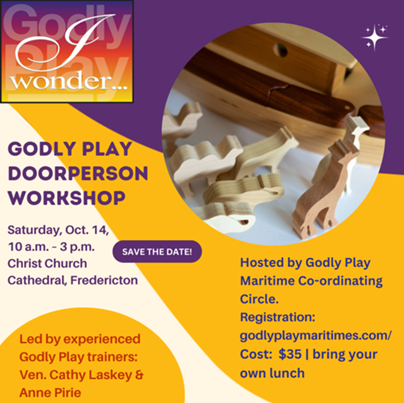 Godly
play
I
wonder...
GODLY PLAY
DOORPERSON
WORKSHOP
Saturday, Oct. 14,
10 a.m. - 3 p.m.
Christ Church
Cathedral, Fredericton
SAVE THE DATE!
Hosted by Godly Play
Maritime Co-ordinating
Circle.
Registration:
godlyplaymaritimes.com/
Cost: $35 | bring your
own lunch
Led by experienced
Godly Play trainers:
Ven. Cathy Laskey &
Anne Pirie